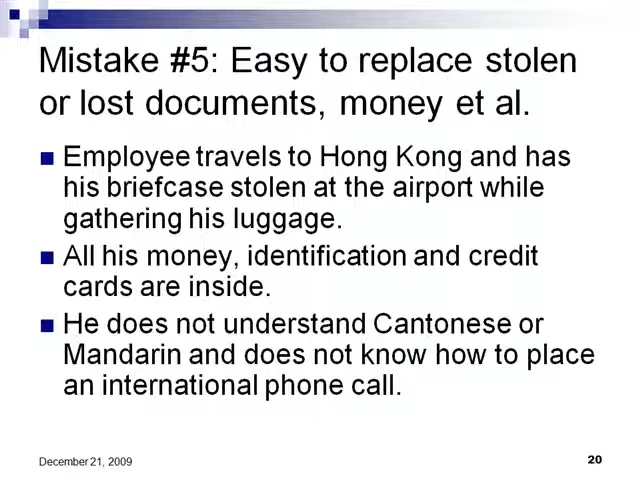 Mistake #5: Easy to replace stolen
or lost documents, money et al.
Employee travels to Hong Kong and has
his briefcase stolen at the airport while
gathering his luggage.
All his money, identification and credit
cards are inside.
He does not understand Cantonese or
Mandarin and does not know how to place
an international phone call.
December 21, 2009
20